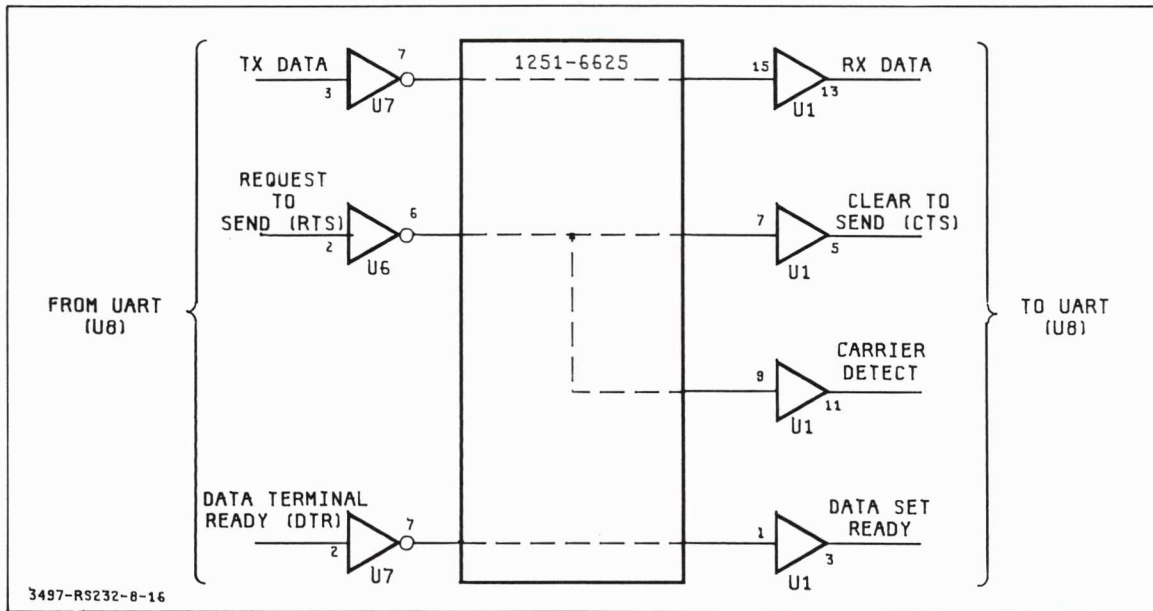 1251-6625
TX DATA
3
7
U7
15
13
U1
RX DATA
REQUEST
TO
SEND (RTS)
2
6
U6
7
5
U1
CLEAR TO
SEND (CTS)
FROM UART
(U8)
TO UART
(U8)
9
11
U1
CARRIER
DETECT
DATA TERMINAL
READY (DTR)
2
7
U7
1
3
U1
DATA SET
READY
3497-RS232-8-16